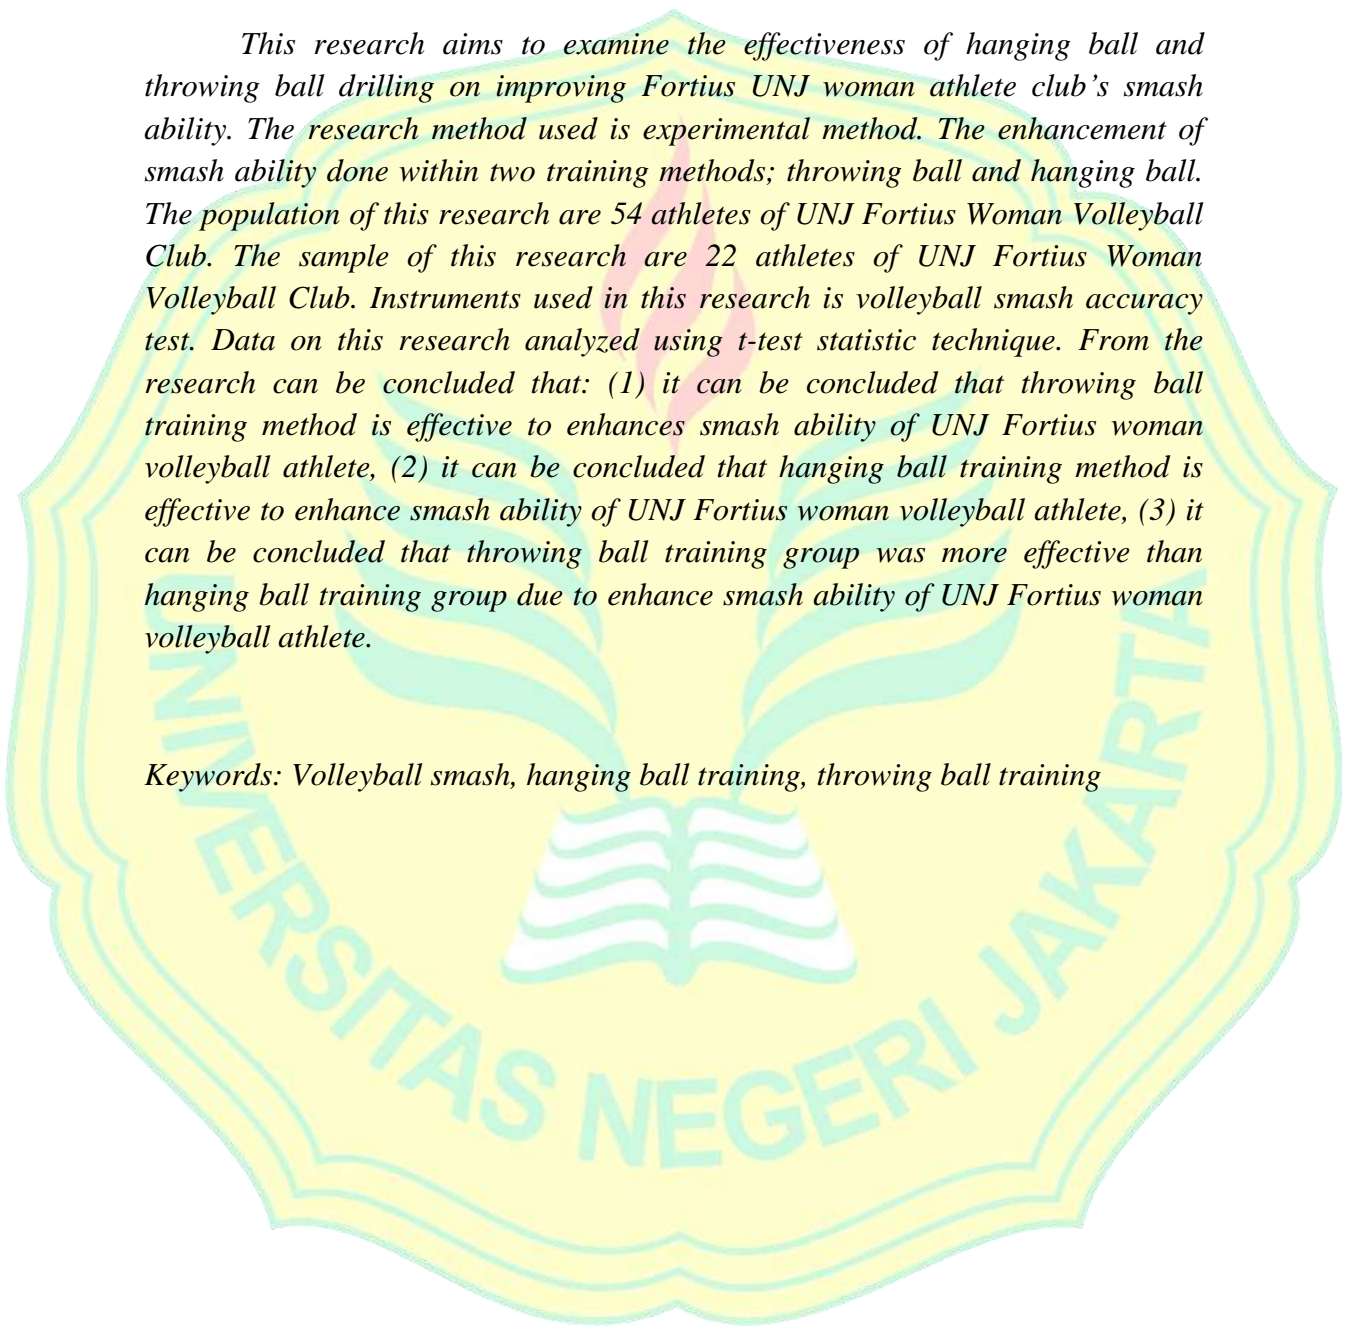 This research aims to examine the effectiveness of hanging ball and
throwing ball drilling on improving Fortius UNJ woman athlete club’s smash
ability. The research method used is experimental method. The enhancement of
smash ability done within two training methods; throwing ball and hanging ball.
The population of this research are 54 athletes of UNJ Fortius Woman Volleyball
Club. The sample of this research are 22 athletes of UNJ Fortius Woman
Volleyball Club. Instruments used in this research is volleyball smash accuracy
test. Data on this research analyzed using t-test statistic technique. From the
research can be concluded that: (1) it can be concluded that throwing ball
training method is effective to enhances smash ability of UNJ Fortius woman
volleyball athlete, (2) it can be concluded that hanging ball training method is
effective to enhance smash ability of UNJ Fortius woman volleyball athlete, (3) it
can be concluded that throwing ball training group was more effective than
hanging ball training group due to enhance smash ability of UNJ Fortius woman
volleyball athlete.
Keywords: Volleyball smash, hanging ball training, throwing ball training
UNIVERSITAS NEGERI JAKARTA